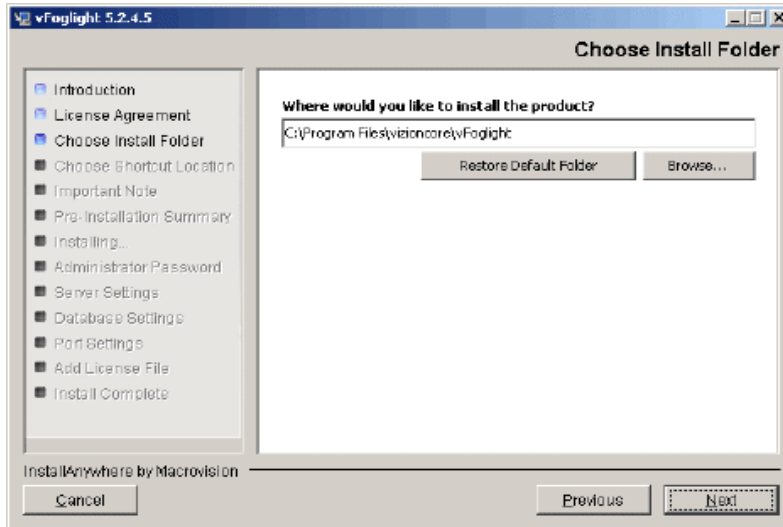 vFoglight 5.2.4.5
Choose Install Folder
Introduction
License Agreement
Choose Install Folder
Choose Shortcut Location
Important Note
Pre-Installation Summary
Installing...
Administrator Password
Server Settings
Database Settings
Port Settings
Add License File
Install Complete
Where would you like to install the product?
C:\Program Files\vizioncore\vFoglight
Restore Default Folder
Browse...
InstallAnywhere by Macrovision
Cancel
Previous
Next